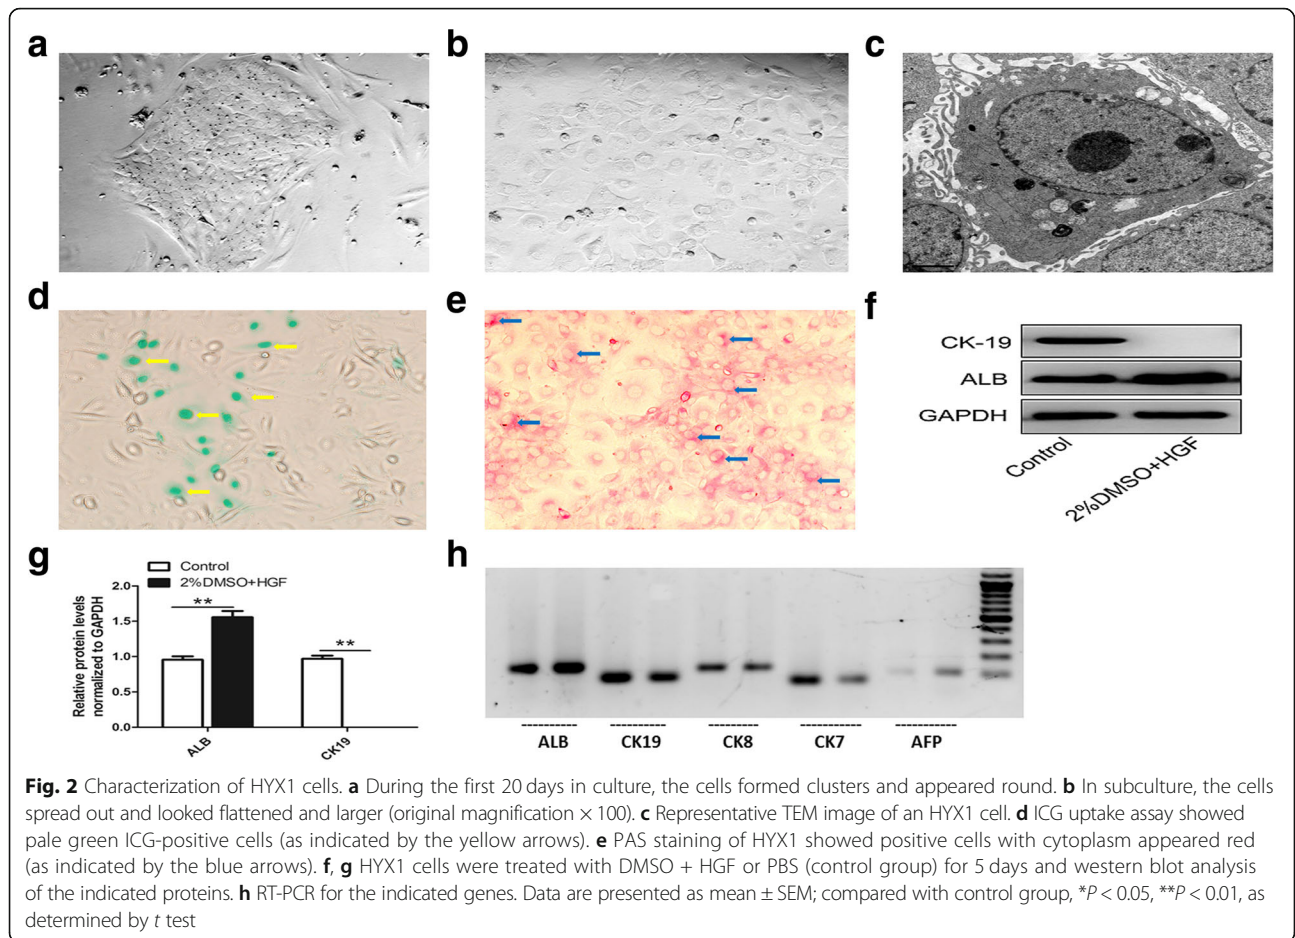 a
b
c
d
e
f
CK-19
ALB
GAPDH
Control
2%DMSO+HGF
g
Control
2%DMSO+HGF
Relative protein levels
normalized to GAPDH
2.0
1.5
1.0
0.5
0.0
**
**
ALB
CK19
h
----------- ----------- ----------- ----------- -----------
ALB CK19 CK8 CK7 AFP
Fig. 2 Characterization of HYX1 cells. a During the first 20 days in culture, the cells formed clusters and appeared round. b In subculture, the cells
spread out and looked flattened and larger (original magnification × 100). c Representative TEM image of an HYX1 cell. d ICG uptake assay showed
pale green ICG-positive cells (as indicated by the yellow arrows). e PAS staining of HYX1 showed positive cells with cytoplasm appeared red
(as indicated by the blue arrows). f, g HYX1 cells were treated with DMSO + HGF or PBS (control group) for 5 days and western blot analysis
of the indicated proteins. h RT-PCR for the indicated genes. Data are presented as mean ± SEM; compared with control group, *P < 0.05, **P < 0.01, as
determined by t test